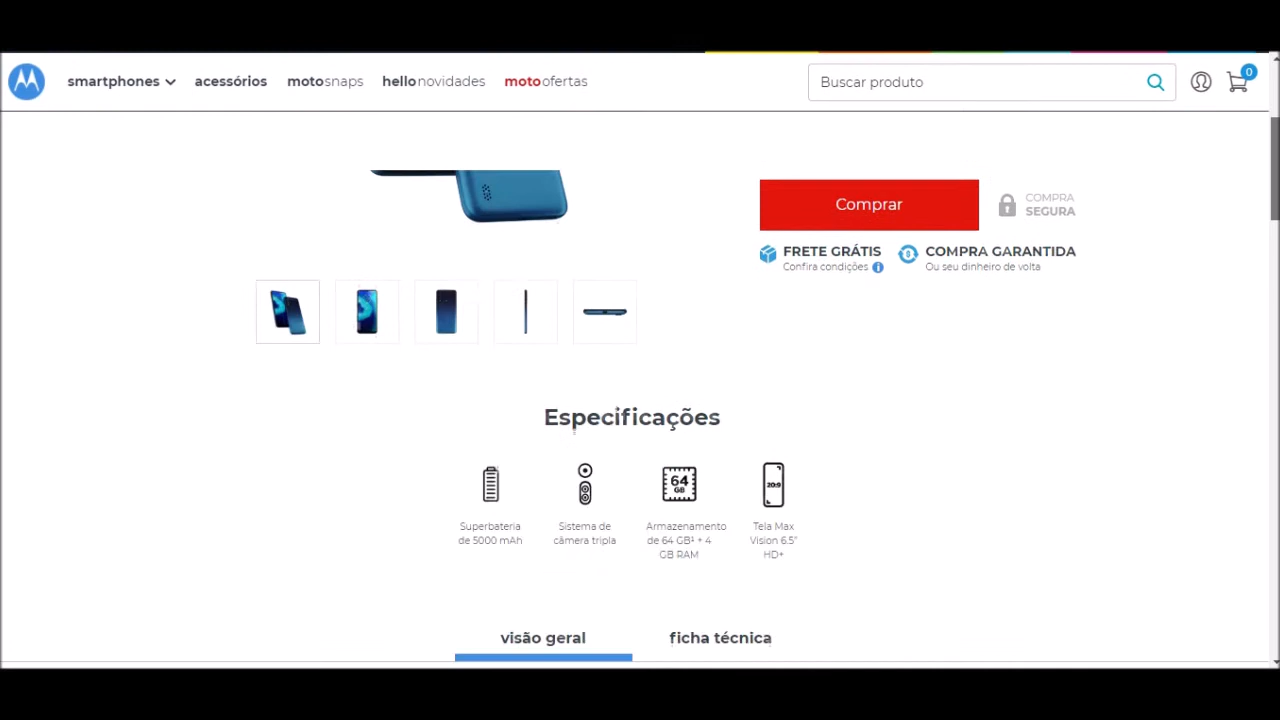 smartphones acessórios motosnaps hellonovidades motoofertas Buscar produto 0
Comprar
COMPRA
SEGURA
FRETE GRÁTIS
Confira condições i
COMPRA GARANTIDA
Ou seu dinheiro de volta
Especificações
64
GB
20:9
Superbateria
de 5000 mAh
Sistema de
câmera tripla
Armazenamento
de 64 GB¹ + 4
GB RAM
Tela Max
Vision 6.5"
HD+
visão geral ficha técnica